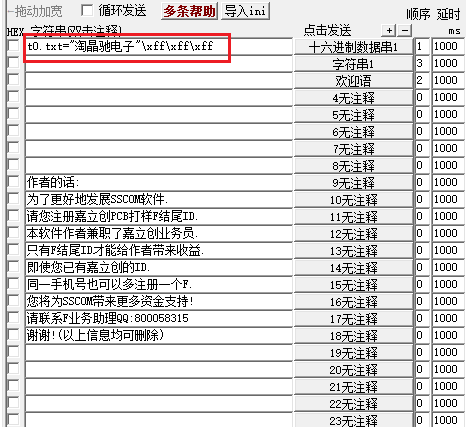 拖动加宽 循环发送 多条帮助 导入ini 顺序 延时
HEX 字符串(双击注释) 点击发送 + - ms
t0.txt="淘晶驰电子"\xff\xff\xff 十六进制数据串1 1 1000
字符串1 3 1000
欢迎语 2 1000
4无注释 0 1000
5无注释 0 1000
6无注释 0 1000
7无注释 0 1000
8无注释 0 1000
作者的话: 9无注释 0 1000
为了更好地发展SSCOM软件. 10无注释 0 1000
请您注册嘉立创PCB打样F结尾ID. 11无注释 0 1000
本软件作者兼职了嘉立创业务员. 12无注释 0 1000
只有F结尾ID才能给作者带来收益. 13无注释 0 1000
即使您已有嘉立创的ID. 14无注释 0 1000
同一手机号也可以多注册一个F. 15无注释 0 1000
您将为SSCOM带来更多资金支持! 16无注释 0 1000
请联系F业务助理QQ:800058315 17无注释 0 1000
谢谢!(以上信息均可删除) 18无注释 0 1000
19无注释 0 1000
20无注释 0 1000
21无注释 0 1000
22无注释 0 1000
23无注释 0 1000